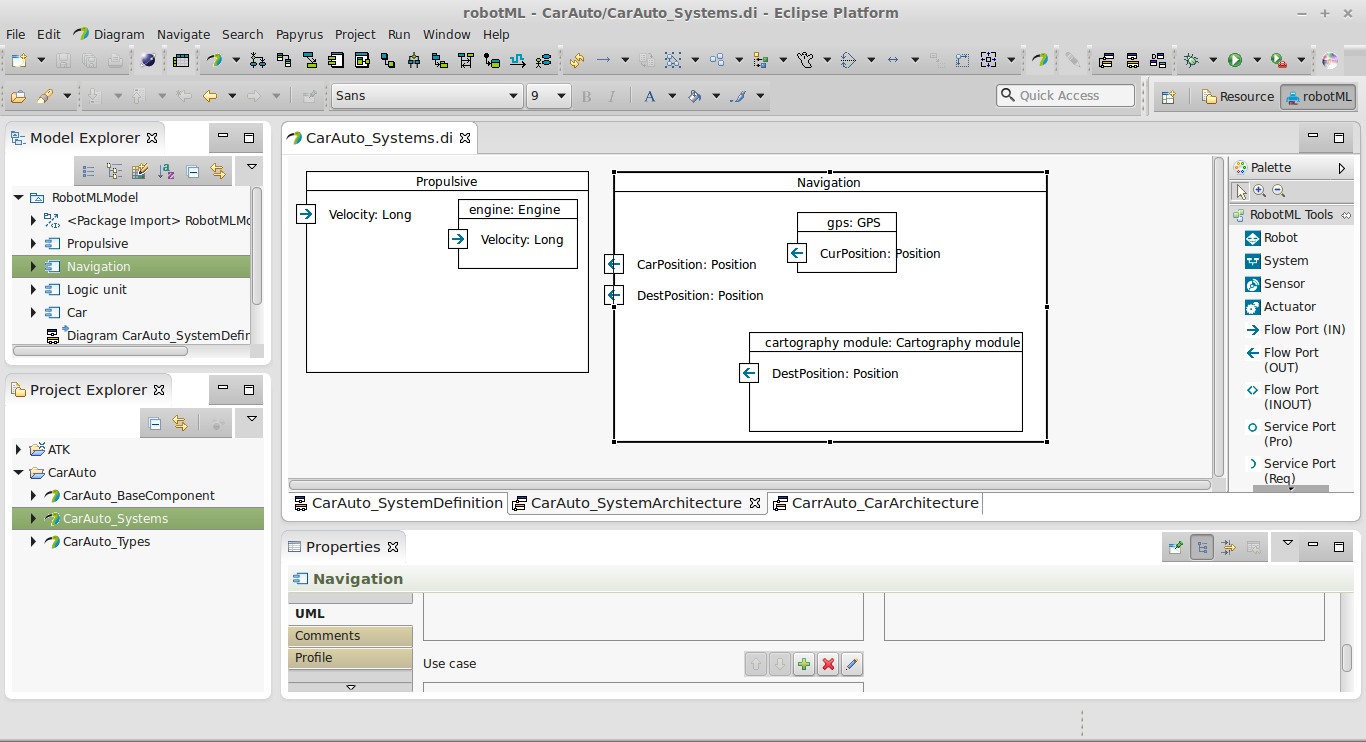 robotML - CarAuto/CarAuto_Systems.di - Eclipse Platform
File Edit Diagram Navigate Search Papyrus Project Run Window Help
Sans 9 B I A Quick Access Resource robotML
Model Explorer
RobotMLModel
<Package Import> RobotMLMo
Propulsive
Navigation
Logic unit
Car
Diagram CarAuto_SystemDefin
Project Explorer
ATK
CarAuto
CarAuto_BaseComponent
CarAuto_Systems
CarAuto_Types
CarAuto_Systems.di
Propulsive
Velocity: Long
engine: Engine
Velocity: Long
Navigation
gps: GPS
CurPosition: Position
CarPosition: Position
DestPosition: Position
cartography module: Cartography module
DestPosition: Position
Palette
RobotML Tools
Robot
System
Sensor
Actuator
Flow Port (IN)
Flow Port
(OUT)
Flow Port
(INOUT)
Service Port
(Pro)
Service Port
(Req)
CarAuto_SystemDefinition CarAuto_SystemArchitecture CarrAuto_CarArchitecture
Properties
Navigation
UML
Comments
Profile
Use case